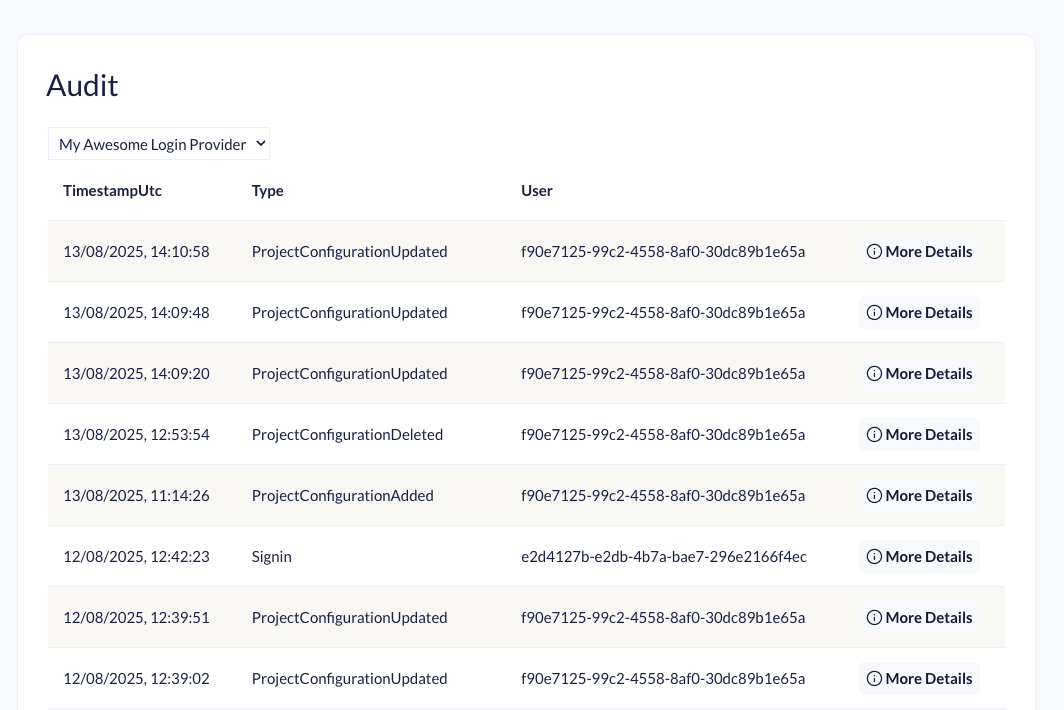 Audit
My Awesome Login Provider
TimestampUtc Type User
13/08/2025, 14:10:58 ProjectConfigurationUpdated f90e7125-99c2-4558-8af0-30dc89b1e65a More Details
13/08/2025, 14:09:48 ProjectConfigurationUpdated f90e7125-99c2-4558-8af0-30dc89b1e65a More Details
13/08/2025, 14:09:20 ProjectConfigurationUpdated f90e7125-99c2-4558-8af0-30dc89b1e65a More Details
13/08/2025, 12:53:54 ProjectConfigurationDeleted f90e7125-99c2-4558-8af0-30dc89b1e65a More Details
13/08/2025, 11:14:26 ProjectConfigurationAdded f90e7125-99c2-4558-8af0-30dc89b1e65a More Details
12/08/2025, 12:42:23 Signin e2d4127b-e2db-4b7a-bae7-296e2166f4ec More Details
12/08/2025, 12:39:51 ProjectConfigurationUpdated f90e7125-99c2-4558-8af0-30dc89b1e65a More Details
12/08/2025, 12:39:02 ProjectConfigurationUpdated f90e7125-99c2-4558-8af0-30dc89b1e65a More Details